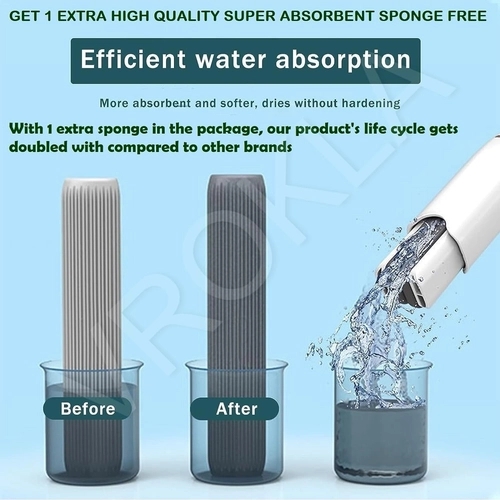 GET 1 EXTRA HIGH QUALITY SUPER ABSORBENT SPONGE FREE
Efficient water absorption
More absorbent and softer, dries without hardening
With 1 extra sponge in the package, our product's life cycle gets
doubled with compared to other brands
VROKLA
Before
After